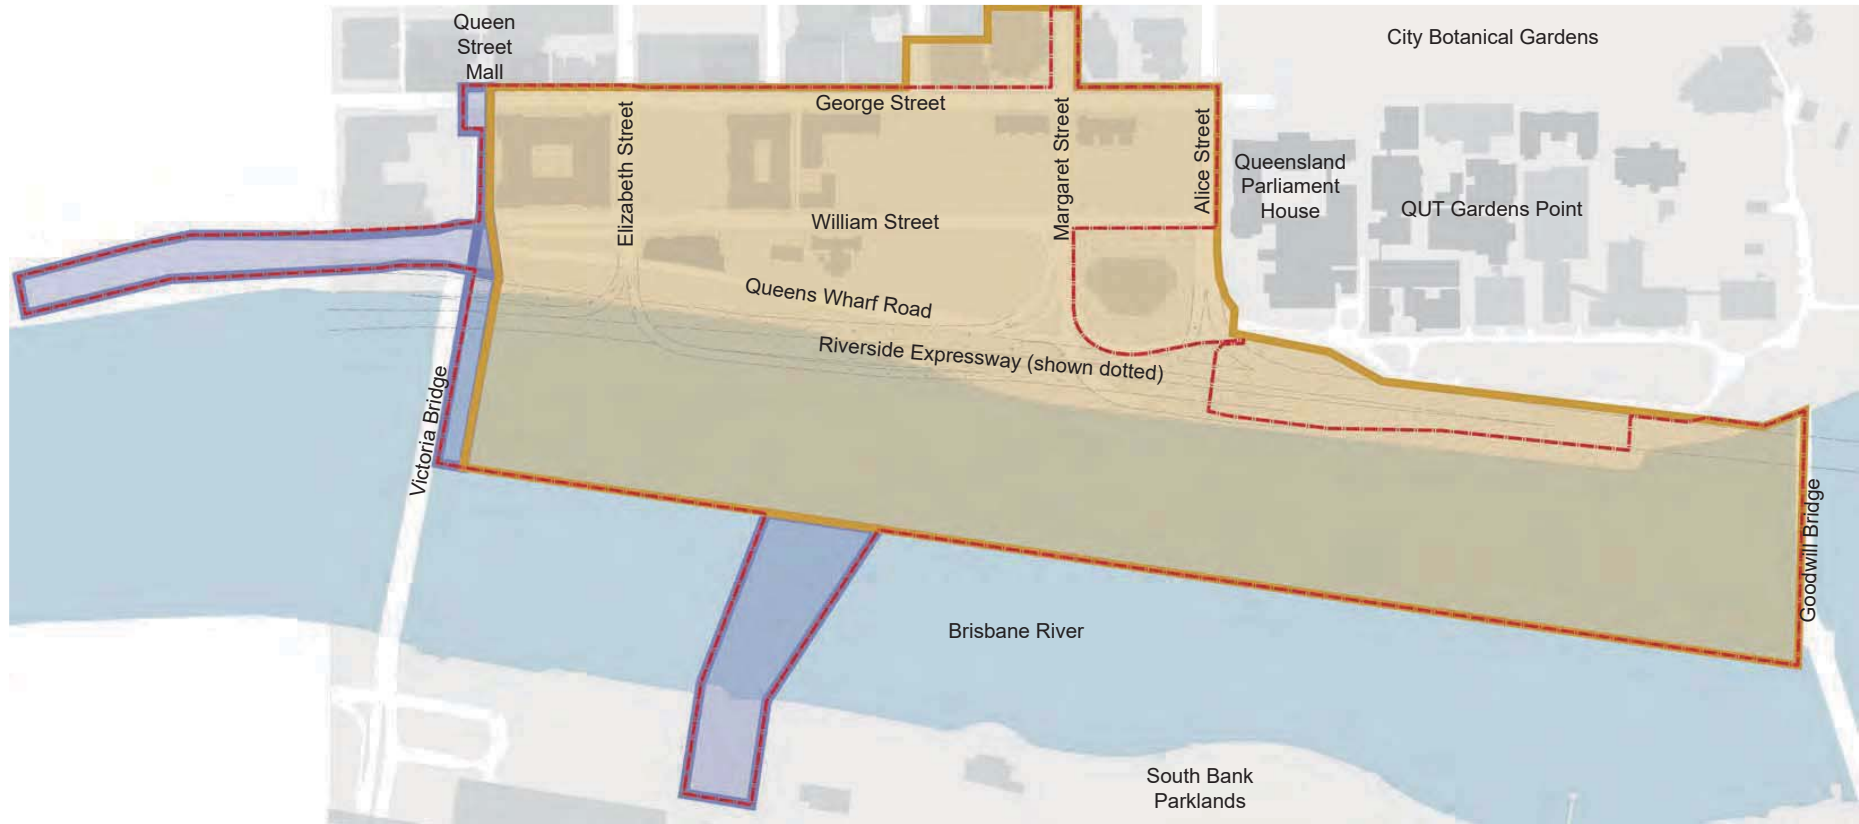 Queen
Street
Mall
City Botanical Gardens
George Street
Elizabeth Street
Margaret Street
Alice Street
Queensland
Parliament
House
QUT Gardens Point
William Street
Queens Wharf Road
Riverside Expressway (shown dotted)
Victoria Bridge
Goodwill Bridge
Brisbane River
South Bank
Parklands